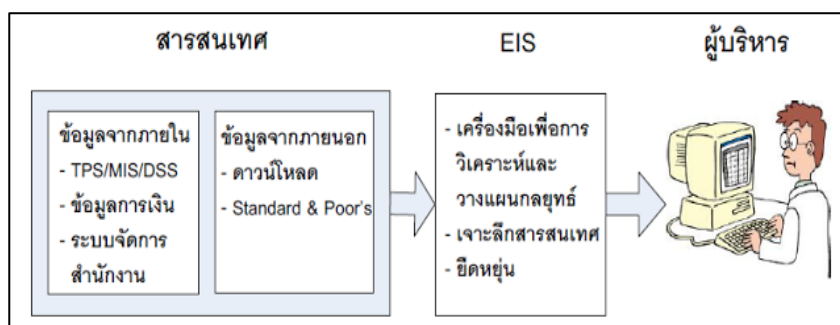 สารสนเทศ
EIS
ผู้บริหาร
ข้อมูลจากภายใน
- TPS/MIS/DSS
- ข้อมูลการเงิน
- ระบบจัดการ
สำนักงาน
ข้อมูลจากภายนอก
- ดาวน์โหลด
- Standard & Poor's
- เครื่องมือเพื่อการ
วิเคราะห์และ
วางแผนกลยุทธ์
- เจาะลึกสารสนเทศ
- ยืดหยุ่น